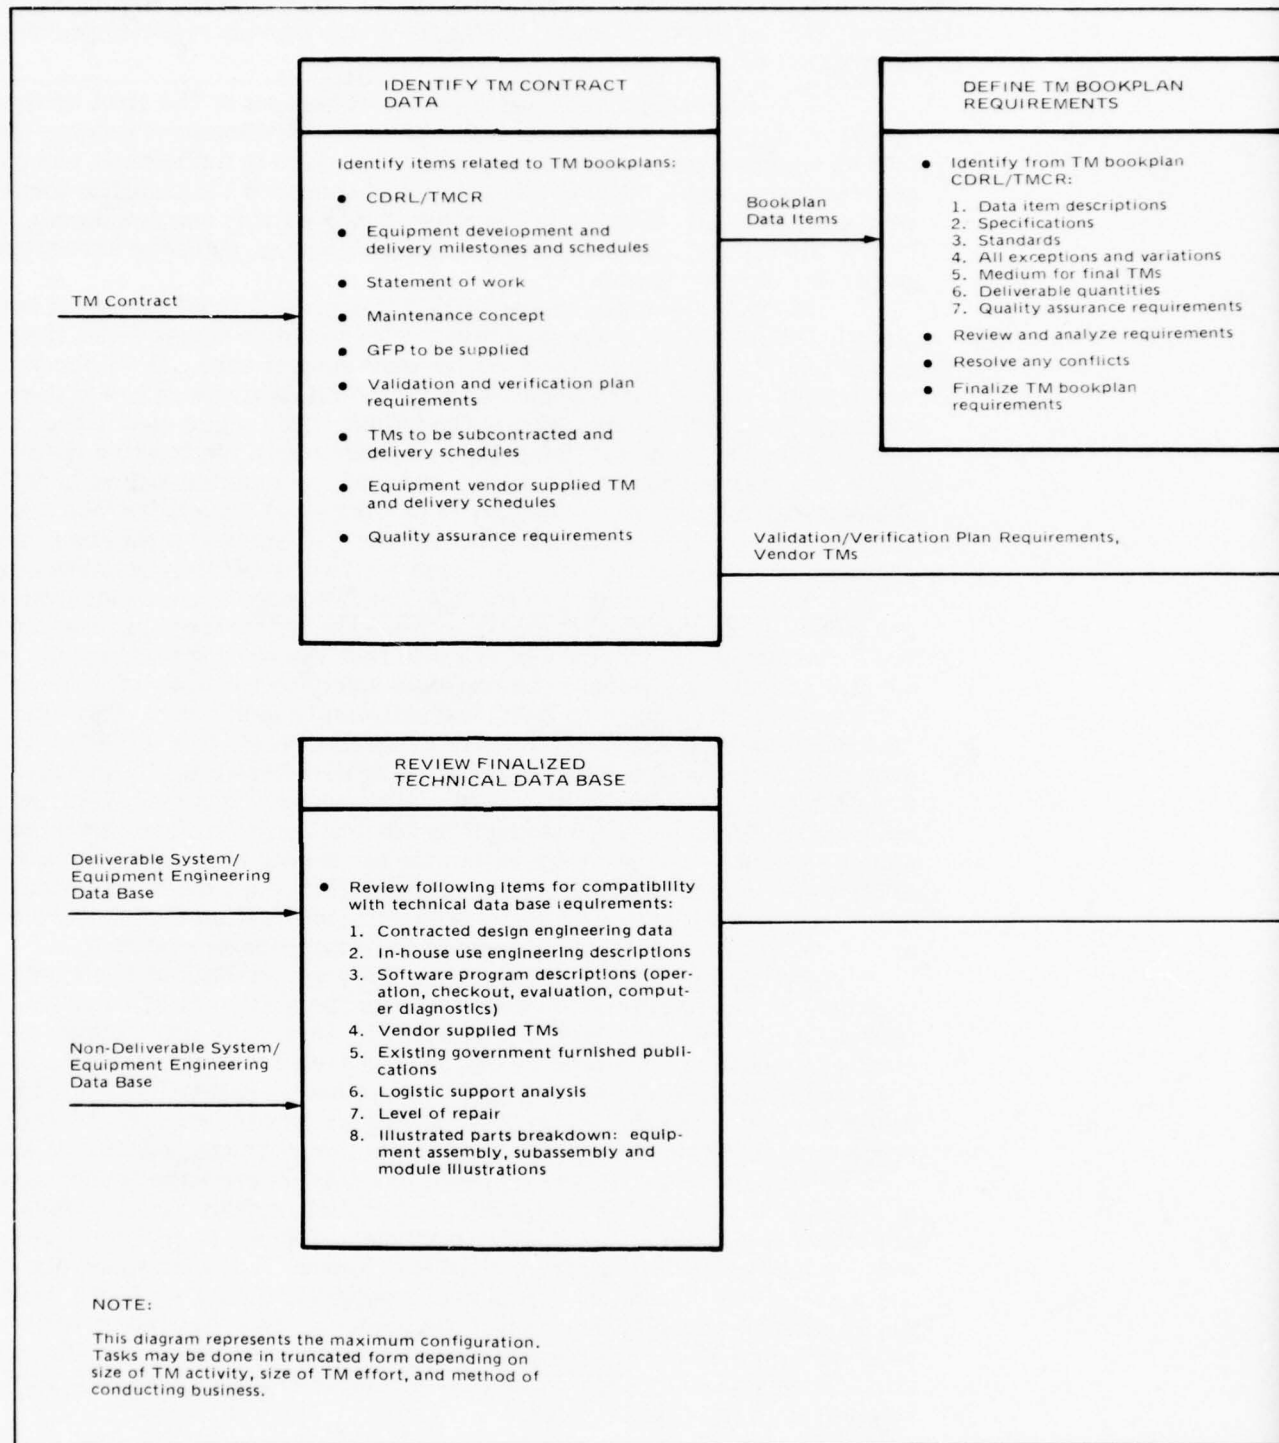 IDENTIFY TM CONTRACT
DATA
Identify items related to TM bookplans:
● CDRL/TMCR
● Equipment development and
delivery milestones and schedules
● Statement of work
● Maintenance concept
● GFP to be supplied
● Validation and verification plan
requirements
● TMs to be subcontracted and
delivery schedules
● Equipment vendor supplied TM
and delivery schedules
● Quality assurance requirements
TM Contract
Bookplan
Data Items
DEFINE TM BOOKPLAN
REQUIREMENTS
● Identify from TM bookplan
CDRL/TMCR:
1. Data item descriptions
2. Specifications
3. Standards
4. All exceptions and variations
5. Medium for final TMs
6. Deliverable quantities
7. Quality assurance requirements
● Review and analyze requirements
● Resolve any conflicts
● Finalize TM bookplan
requirements
Validation/Verification Plan Requirements,
Vendor TMs
REVIEW FINALIZED
TECHNICAL DATA BASE
Deliverable System/
Equipment Engineering
Data Base
Non-Deliverable System/
Equipment Engineering
Data Base
● Review following items for compatibility
with technical data base requirements:
1. Contracted design engineering data
2. In-house use engineering descriptions
3. Software program descriptions (oper-
ation, checkout, evaluation, comput-
er diagnostics)
4. Vendor supplied TMs
5. Existing government furnished publi-
cations
6. Logistic support analysis
7. Level of repair
8. Illustrated parts breakdown: equip-
ment assembly, subassembly and
module illustrations
NOTE:
This diagram represents the maximum configuration.
Tasks may be done in truncated form depending on
size of TM activity, size of TM effort, and method of
conducting business.